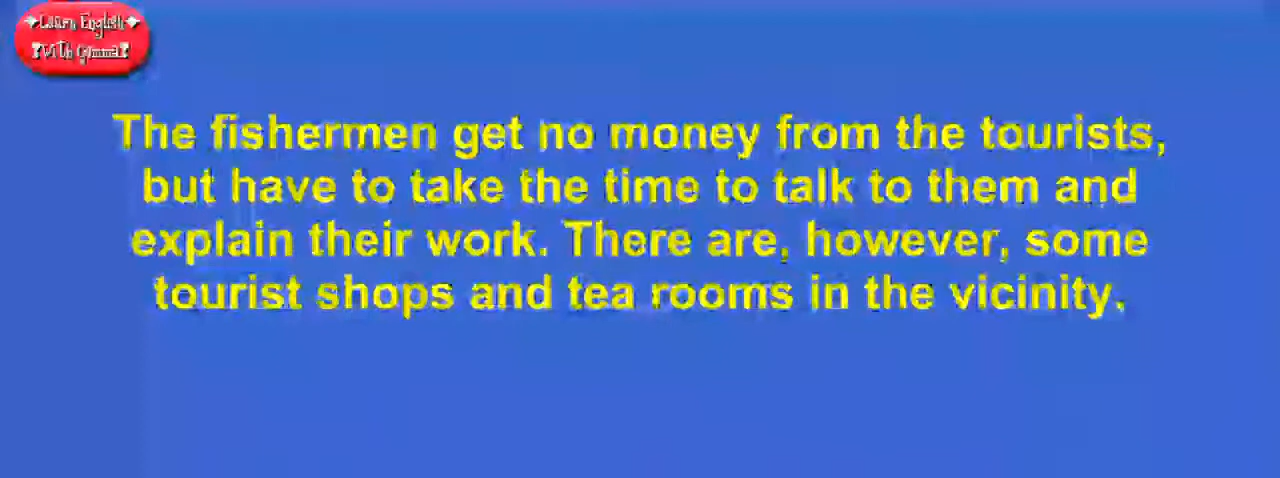 Learn English
With
The fishermen get no money from the tourists,
but have to take the time to talk to them and
explain their work. There are, however, some
tourist shops and tea rooms in the vicinity.